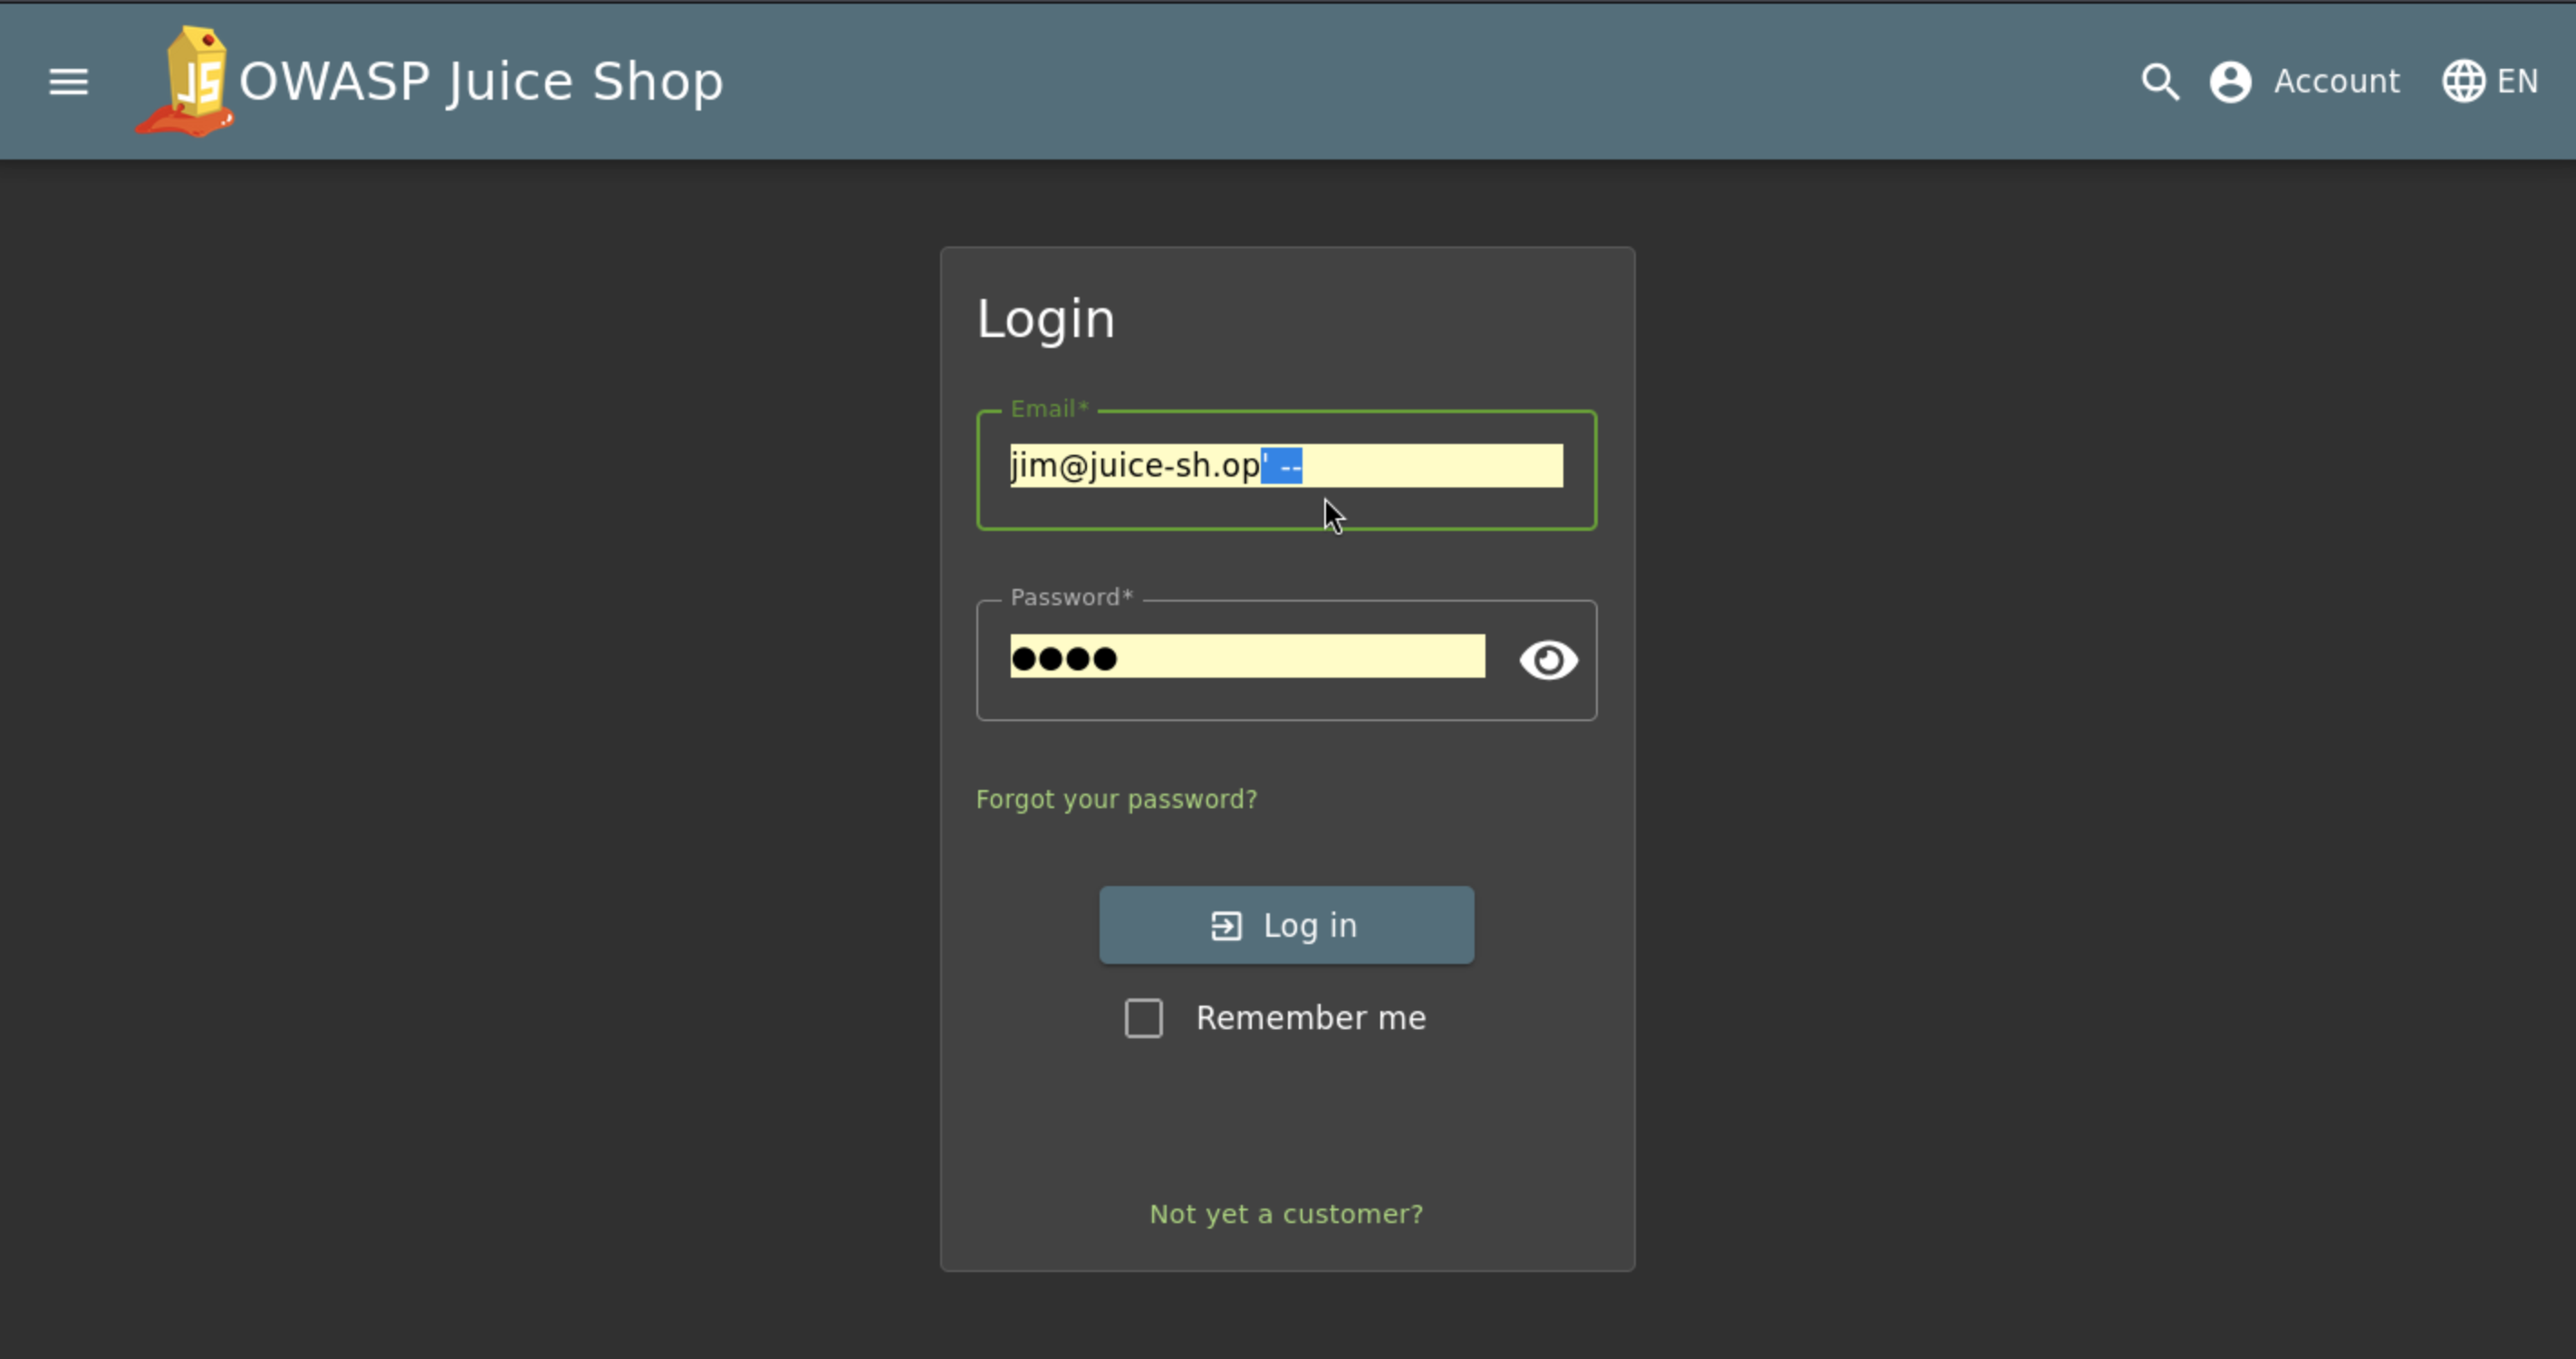 JS OWASP Juice Shop Account EN
Login
Email*
jim@juice-sh.op' --
Password*
Forgot your password?
Log in
Remember me
Not yet a customer?